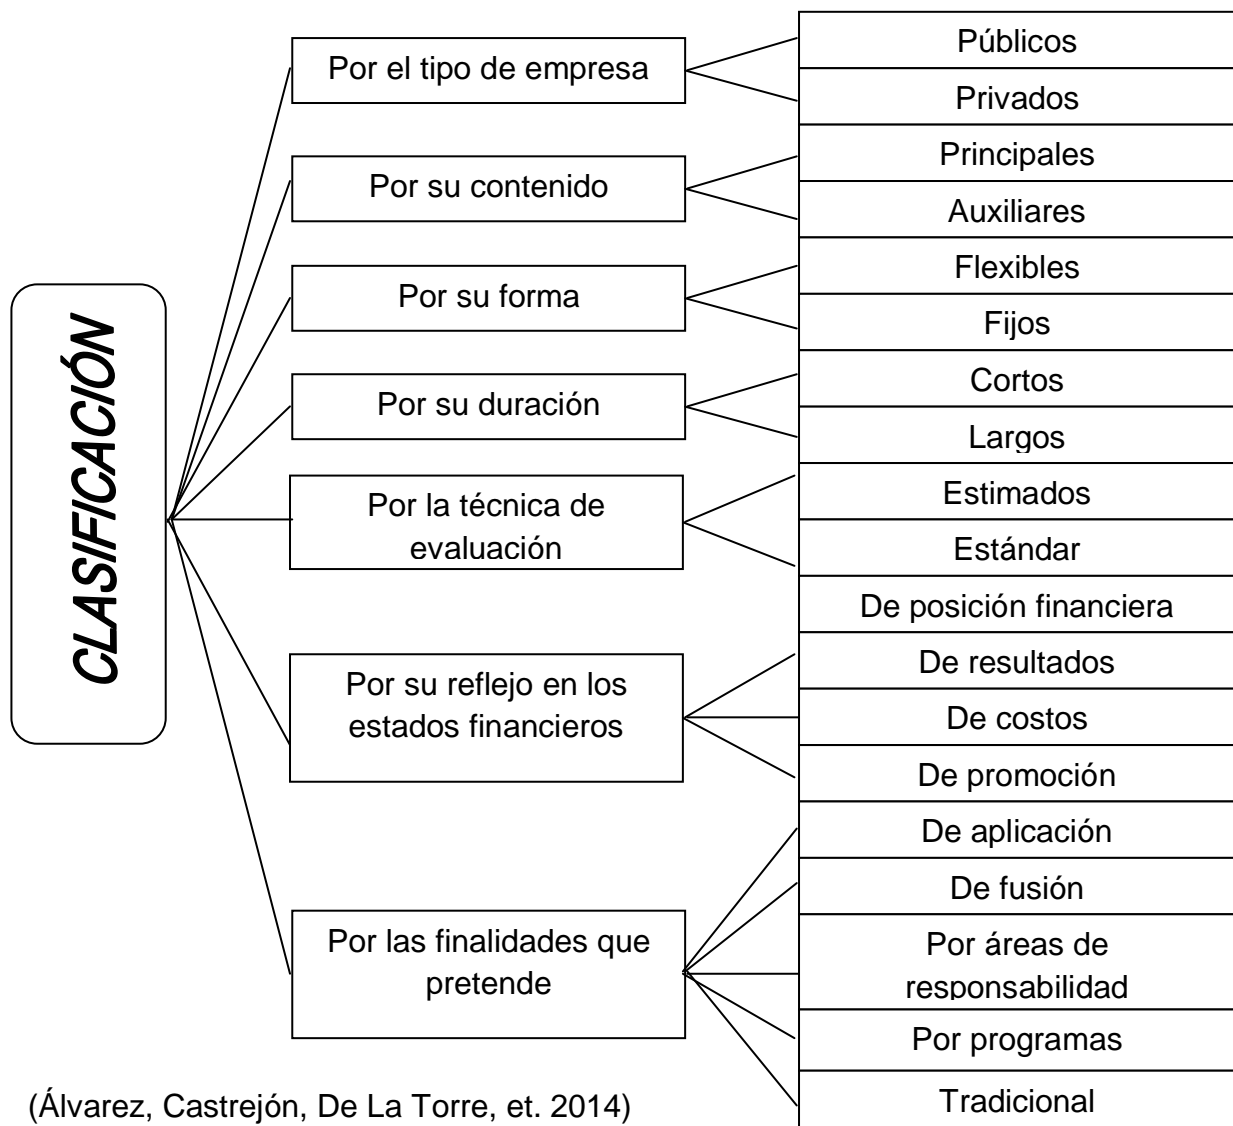 CLASIFICACIÓN
Por el tipo de empresa
Públicos
Privados
Por su contenido
Principales
Auxiliares
Por su forma
Flexibles
Fijos
Por su duración
Cortos
Largos
Por la técnica de
evaluación
Estimados
Estándar
Por su reflejo en los
estados financieros
De posición financiera
De resultados
De costos
De promoción
Por las finalidades que
pretende
De aplicación
De fusión
Por áreas de
responsabilidad
Por programas
Tradicional
(Álvarez, Castrejón, De La Torre, et. 2014)